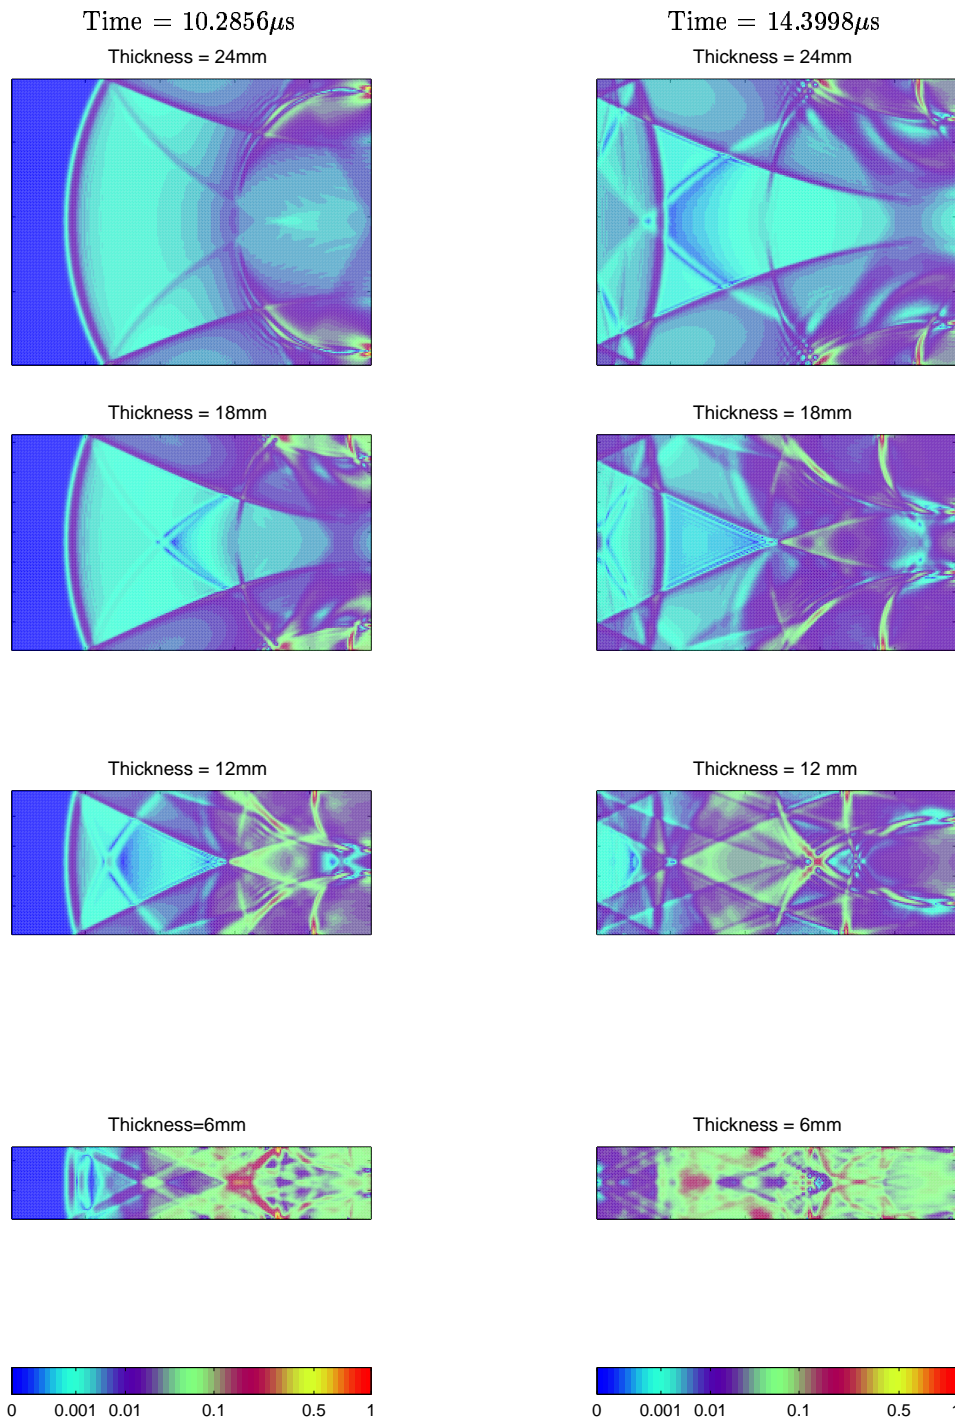 Time = 10.2856μs
Time = 14.3998μs
Thickness = 24mm
Thickness = 24mm
Thickness = 18mm
Thickness = 18mm
Thickness = 12mm
Thickness = 12 mm
Thickness=6mm
Thickness = 6mm
0 0.001 0.01 0.1 0.5 1
0 0.001 0.01 0.1 0.5 1